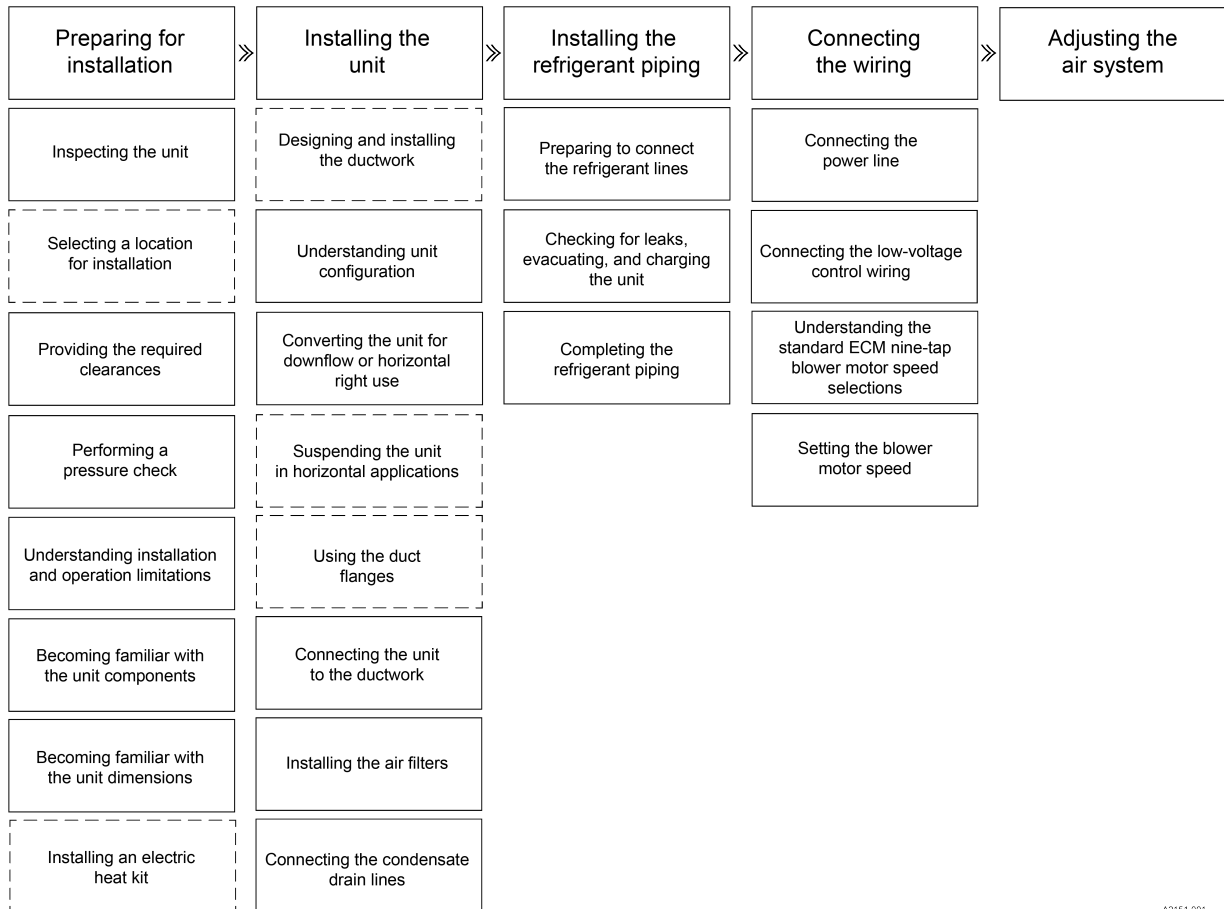 Preparing for
installation
»
Installing the
unit
»
Installing the
refrigerant piping
»
Connecting
the wiring
»
Adjusting the
air system
Inspecting the unit
Selecting a location
for installation
Providing the required
clearances
Performing a
pressure check
Understanding installation
and operation limitations
Becoming familiar with
the unit components
Becoming familiar with
the unit dimensions
Installing an electric
heat kit
Designing and installing
the ductwork
Understanding unit
configuration
Converting the unit for
downflow or horizontal
right use
Suspending the unit
in horizontal applications
Using the duct
flanges
Connecting the unit
to the ductwork
Installing the air filters
Connecting the condensate
drain lines
Preparing to connect
the refrigerant lines
Checking for leaks,
evacuating, and charging
the unit
Completing the
refrigerant piping
Connecting the
power line
Connecting the low-voltage
control wiring
Understanding the
standard ECM nine-tap
blower motor speed
selections
Setting the blower
motor speed